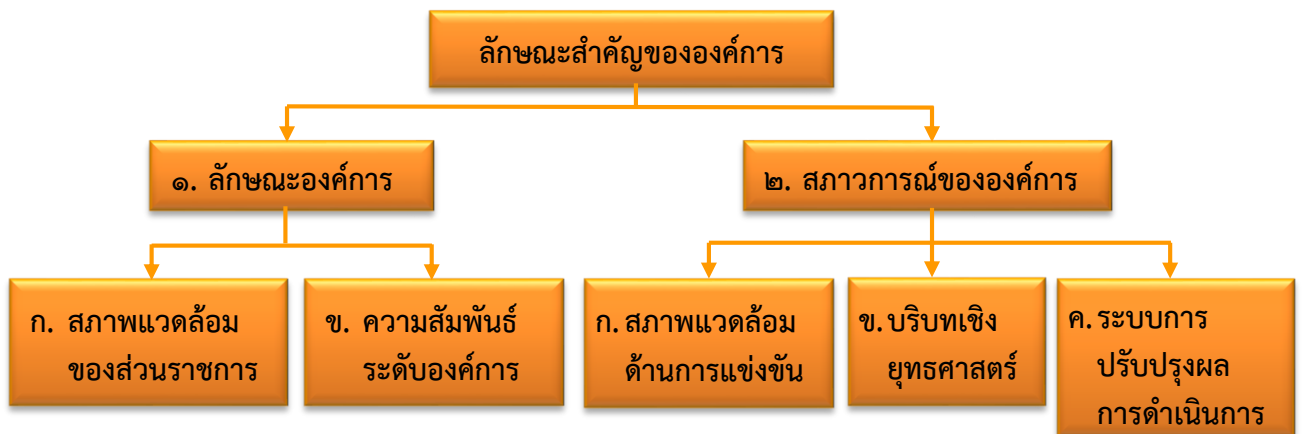 ลักษณะสำคัญขององค์การ
๑. ลักษณะองค์การ
๒. สภาวการณ์ขององค์การ
ก. สภาพแวดล้อม
ของส่วนราชการ
ข. ความสัมพันธ์
ระดับองค์การ
ก. สภาพแวดล้อม
ด้านการแข่งขัน
ข. บริบทเชิง
ยุทธศาสตร์
ค. ระบบการ
ปรับปรุงผล
การดำเนินการ